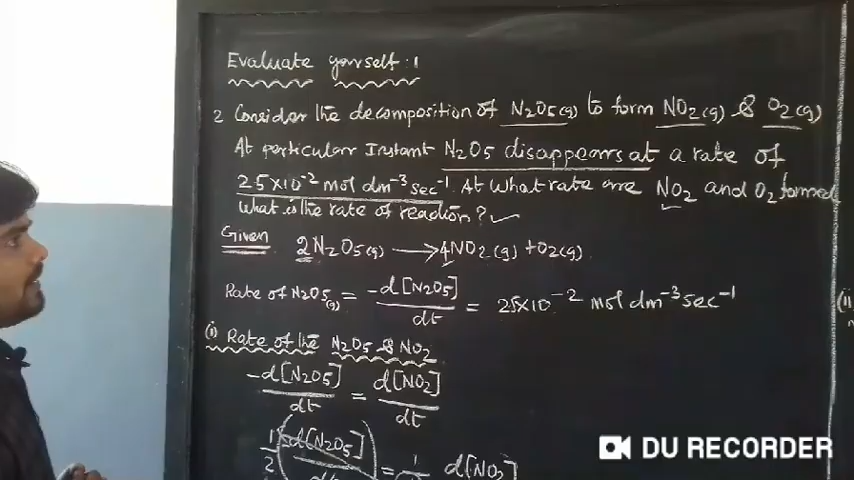 Evaluate yourself : 1
2 Consider the decomposition of N₂O₅(g) to form NO₂(g) & O₂(g)
At particular Instant N₂O₅ disappears at a rate of
2.5×10⁻² mol dm⁻³ sec⁻¹. At what rate are NO₂ and O₂ formed
what is the rate of reaction?
Given 2N₂O₅(g) → 4NO₂(g) + O₂(g)
Rate of N₂O₅(g) = -d[N₂O₅]/dt = 2.5×10⁻² mol dm⁻³ sec⁻¹
(i) Rate of the N₂O₅ & NO₂
(ii
-d[N₂O₅]/dt = d[NO₂]/dt
1/2 -d[N₂O₅] = 1 d[NO₂]
DU RECORDER